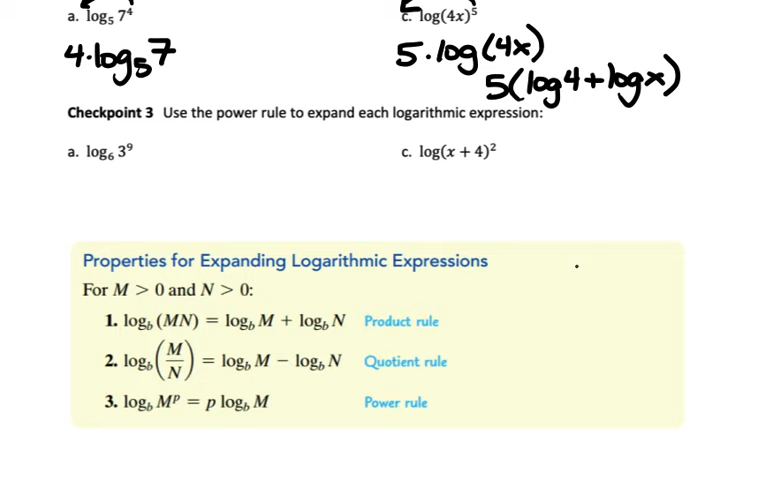 a. log₅ 7⁴
c. log(4x)⁵
4·log₅7
5·log(4x)
5(log4+logx)
Checkpoint 3 Use the power rule to expand each logarithmic expression:
a. log₆ 3⁹
c. log(x + 4)²
Properties for Expanding Logarithmic Expressions
For M > 0 and N > 0:
1. log_b (MN) = log_b M + log_b N Product rule
2. log_b (M/N) = log_b M − log_b N Quotient rule
3. log_b Mᵖ = p log_b M Power rule